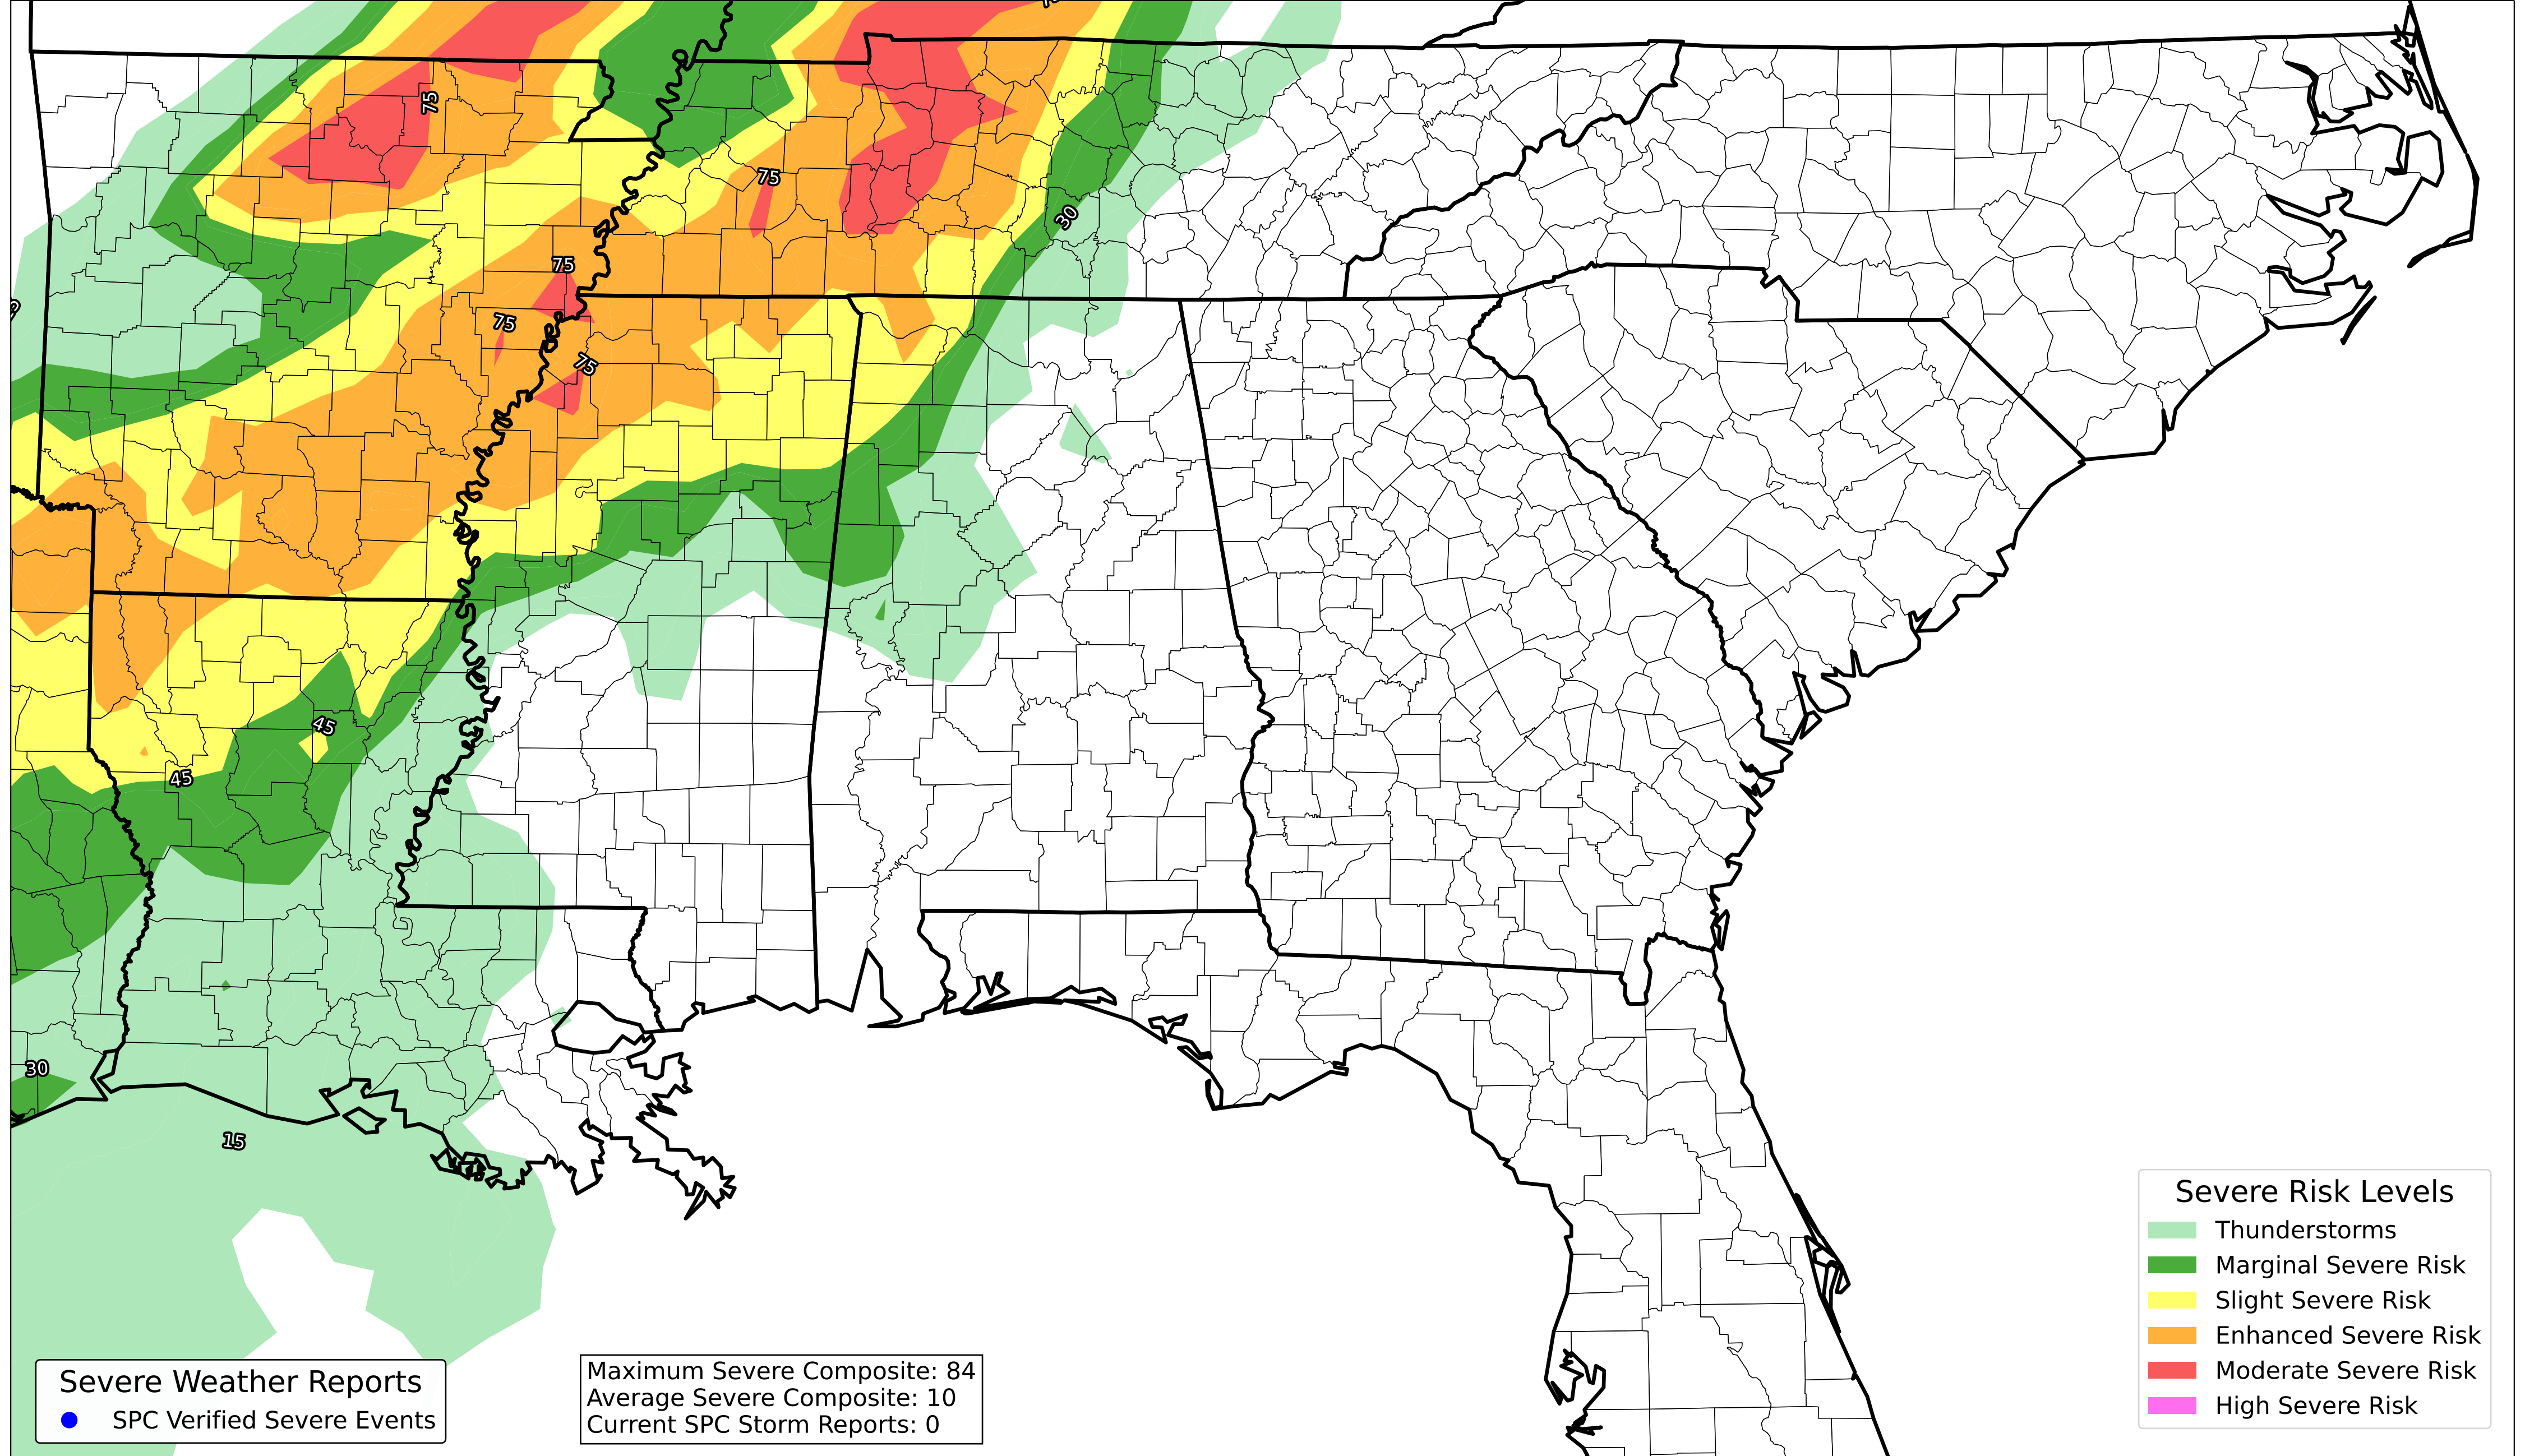 75
75
30
75
75
75
45
45
30
15
Severe Risk Levels
Thunderstorms
Marginal Severe Risk
Slight Severe Risk
Enhanced Severe Risk
Moderate Severe Risk
High Severe Risk
Severe Weather Reports
SPC Verified Severe Events
Maximum Severe Composite: 84
Average Severe Composite: 10
Current SPC Storm Reports: 0